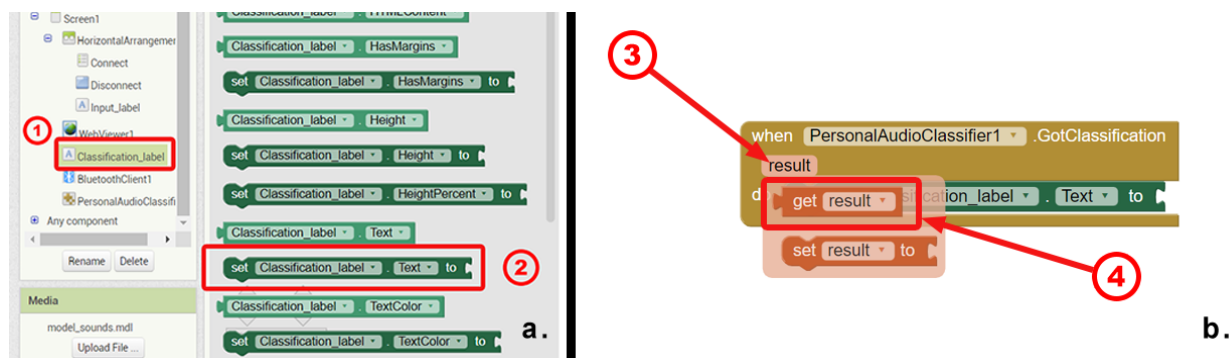 Screen1
HorizontalArrangemen
Connect
Disconnect
Input_label
1
WebViewer1
Classification_label
BluetoothClient1
PersonalAudioClassifi
Any component
Rename Delete
Media
model_sounds.mdl
Upload File ...
Classification_label . HTMLContent
Classification_label . HasMargins
set Classification_label . HasMargins to
Classification_label . Height
set Classification_label . Height to
set Classification_label . HeightPercent to
Classification_label . Text
set Classification_label . Text to
2
Classification_label . TextColor
set Classification_label . TextColor to
a.
3
when PersonalAudioClassifier1 .GotClassification
result
get result
ication_label . Text to
set result to
4
b.